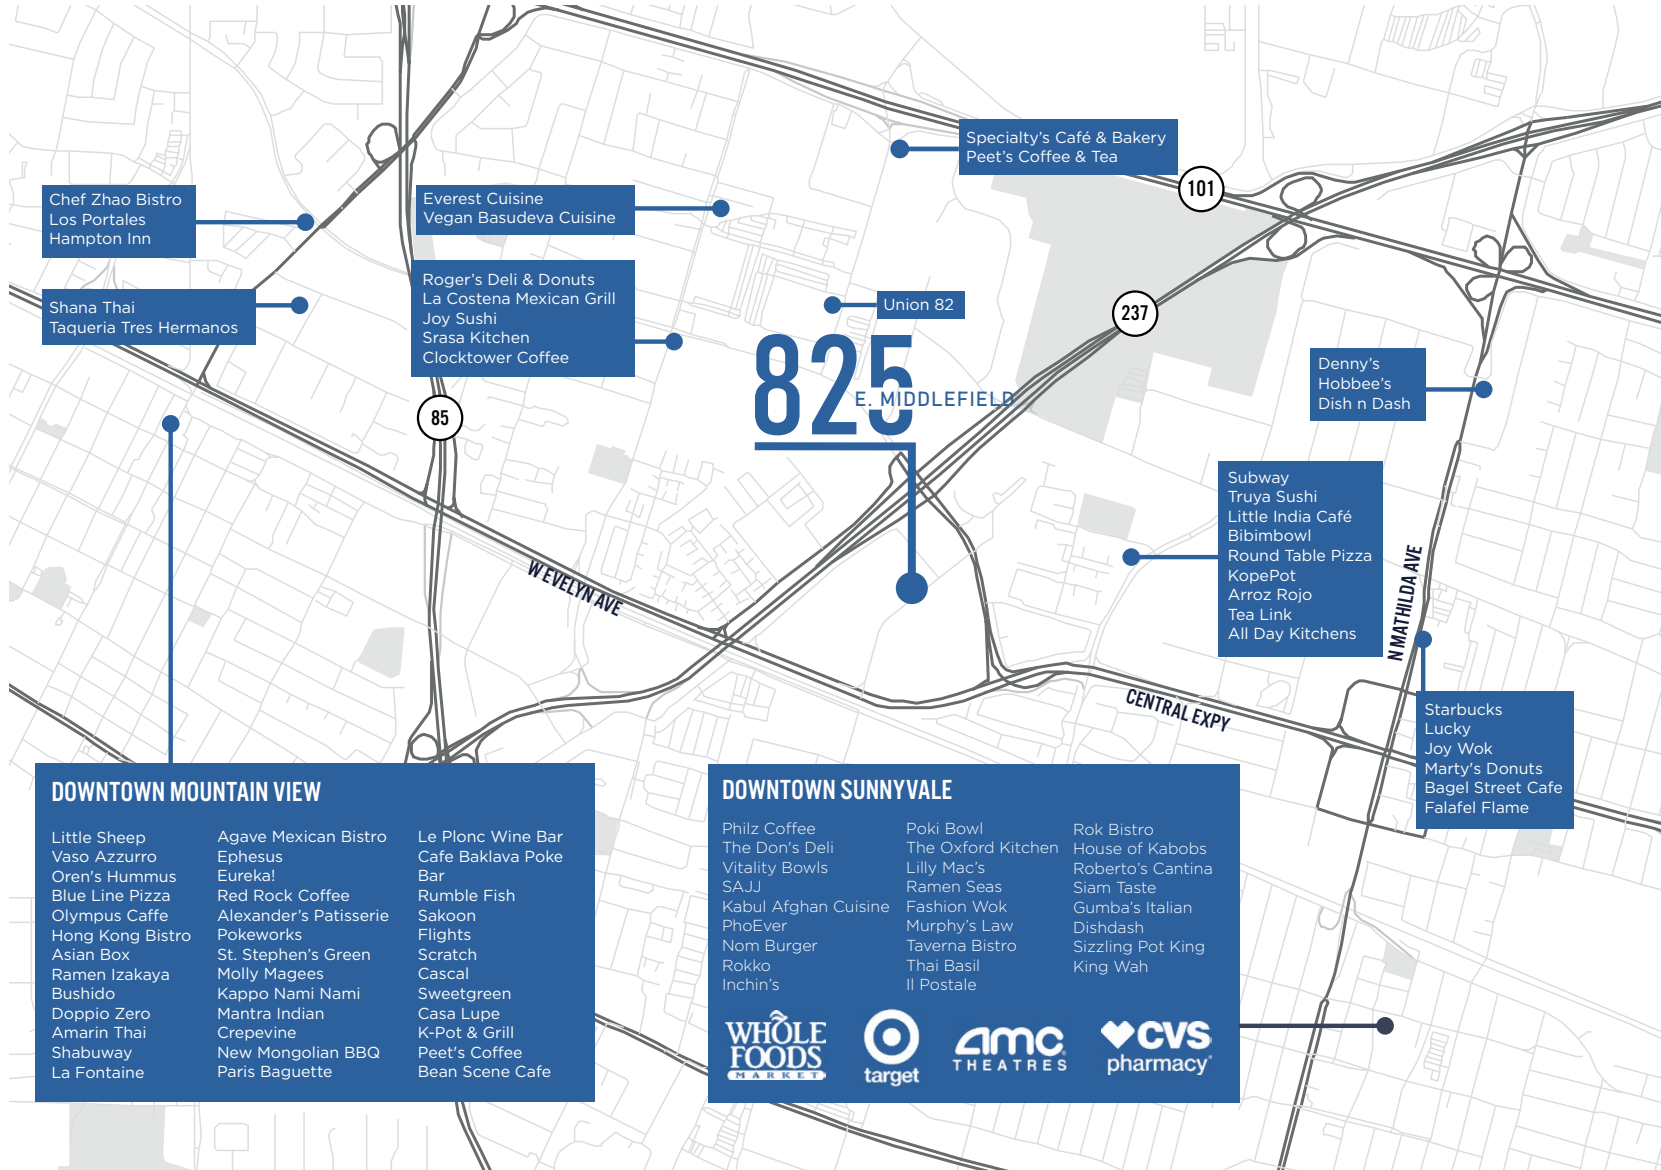 Specialty's Café & Bakery
Peet's Coffee & Tea
101
Chef Zhao Bistro
Los Portales
Hampton Inn
Everest Cuisine
Vegan Basudeva Cuisine
Shana Thai
Taqueria Tres Hermanos
Roger's Deli & Donuts
La Costena Mexican Grill
Joy Sushi
Srasa Kitchen
Clocktower Coffee
Union 82
237
825
E. MIDDLEFIELD
85
Denny's
Hobbee's
Dish n Dash
Subway
Truya Sushi
Little India Café
Bibimbowl
Round Table Pizza
KopePot
Arroz Rojo
Tea Link
All Day Kitchens
N MATHILDA AVE
W EVELYN AVE
CENTRAL EXPY
Starbucks
Lucky
Joy Wok
Marty's Donuts
Bagel Street Cafe
Falafel Flame
DOWNTOWN MOUNTAIN VIEW
Little Sheep
Vaso Azzurro
Oren's Hummus
Blue Line Pizza
Olympus Caffe
Hong Kong Bistro
Asian Box
Ramen Izakaya
Bushido
Doppio Zero
Amarin Thai
Shabuway
La Fontaine
Agave Mexican Bistro
Ephesus
Eureka!
Red Rock Coffee
Alexander's Patisserie
Pokeworks
St. Stephen's Green
Molly Magees
Kappo Nami Nami
Mantra Indian
Crepevine
New Mongolian BBQ
Paris Baguette
Le Plonc Wine Bar
Cafe Baklava Poke
Bar
Rumble Fish
Sakoon
Flights
Scratch
Cascal
Sweetgreen
Casa Lupe
K-Pot & Grill
Peet's Coffee
Bean Scene Cafe
DOWNTOWN SUNNYVALE
Philz Coffee
The Don's Deli
Vitality Bowls
SAJJ
Kabul Afghan Cuisine
PhoEver
Nom Burger
Rokko
Inchin's
Poki Bowl
The Oxford Kitchen
Lilly Mac's
Ramen Seas
Fashion Wok
Murphy's Law
Taverna Bistro
Thai Basil
Il Postale
Rok Bistro
House of Kabobs
Roberto's Cantina
Siam Taste
Gumba's Italian
Dishdash
Sizzling Pot King
King Wah
WHOLE
FOODS
MARKET
target
amc
THEATRES
CVS
pharmacy